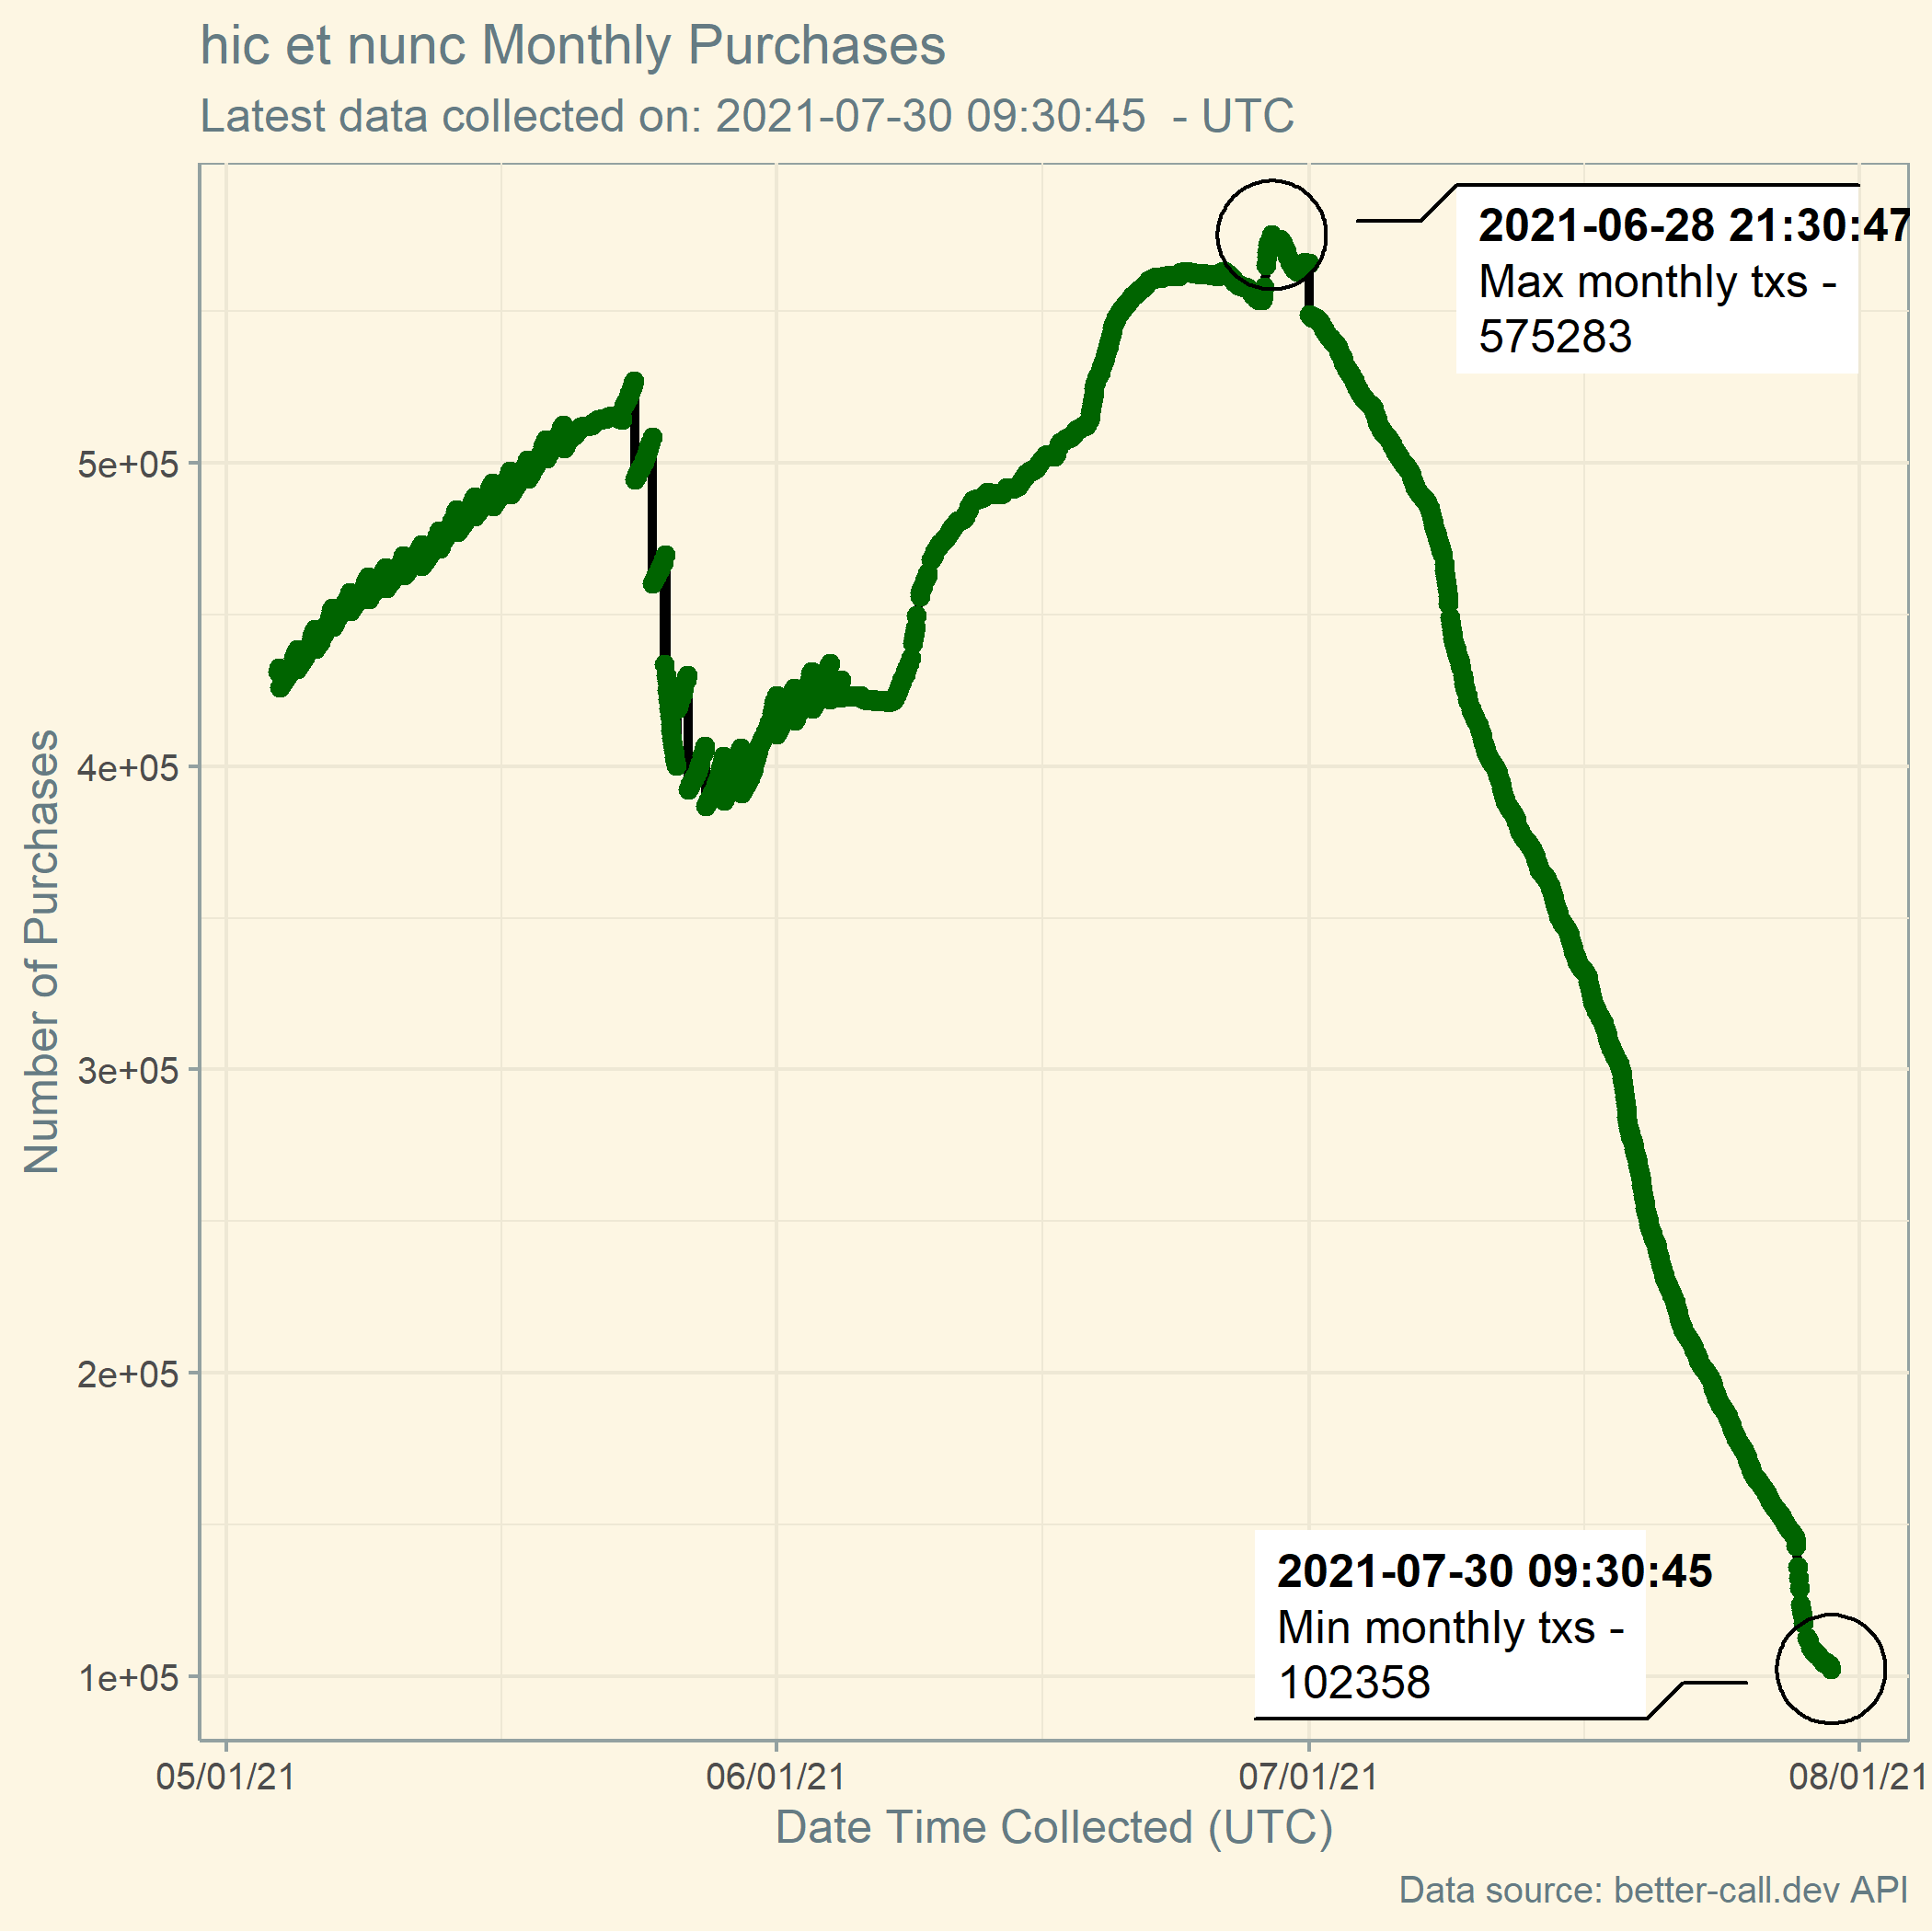 hic et nunc Monthly Purchases
Latest data collected on: 2021-07-30 09:30:45  - UTC
2021-06-28 21:30:47
Max monthly txs -
575283
5e+05
4e+05
3e+05
2e+05
1e+05
Number of Purchases
2021-07-30 09:30:45
Min monthly txs -
102358
05/01/21
06/01/21
07/01/21
08/01/21
Date Time Collected (UTC)
Data source: better-call.dev API